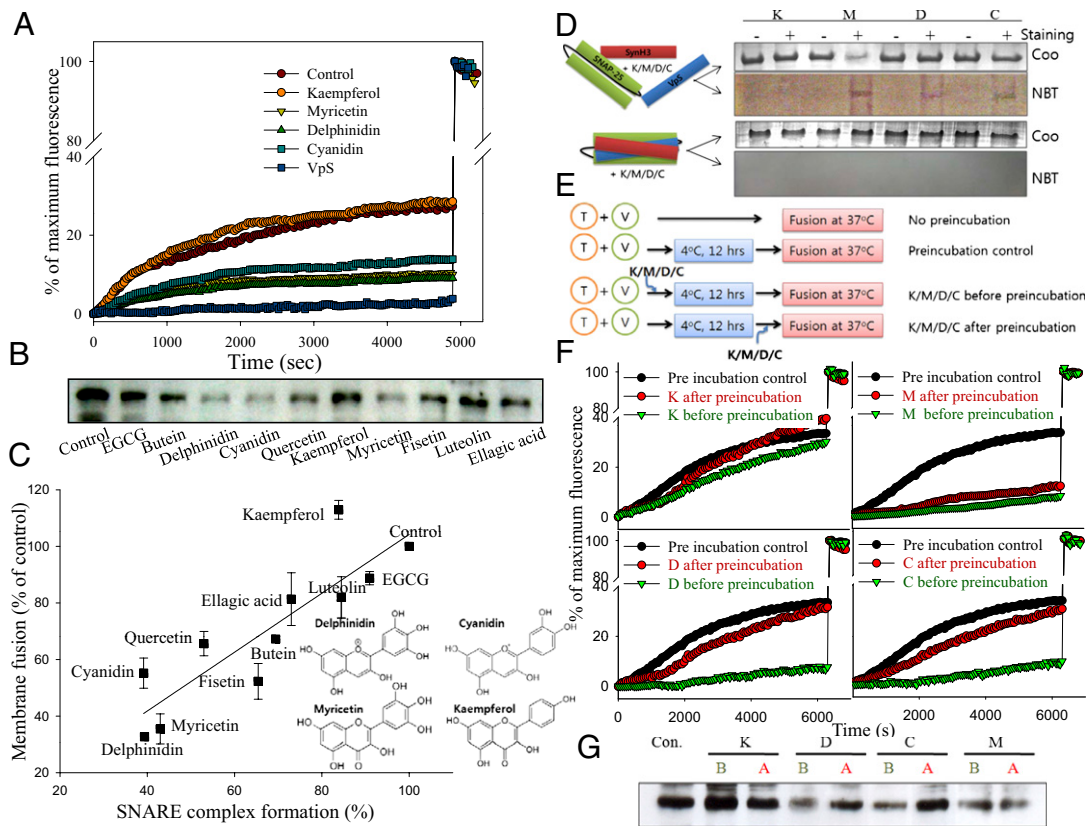 A
% of maximum fluorescence
100
80
40
20
0
Control
Kaempferol
Myricetin
Delphinidin
Cyanidin
VpS
0 1000 2000 3000 4000 5000
Time (sec)
B
Control
EGCG
Butein
Delphinidin
Cyanidin
Quercetin
Kaempferol
Myricetin
Fisetin
Luteolin
Ellagic acid
C
Membrane fusion (% of control)
120
100
80
60
40
20
Kaempferol
Control
EGCG
Luteolin
Ellagic acid
Quercetin
Butein
Cyanidin
Fisetin
Myricetin
Delphinidin
Delphinidin
Cyanidin
Myricetin
Kaempferol
20 40 60 80 100
SNARE complex formation (%)
D
K M D C
- + - + - + - + Staining
SynH3
+ K/M/D/C
SNAP-25
VpS
Coo
NBT
+ K/M/D/C
Coo
NBT
E
T + V Fusion at 37ºC No preincubation
T + V 4ºC, 12 hrs Fusion at 37ºC Preincubation control
K/M/D/C
T + V 4ºC, 12 hrs Fusion at 37ºC K/M/D/C before preincubation
T + V 4ºC, 12 hrs Fusion at 37ºC K/M/D/C after preincubation
K/M/D/C
F
% of maximum fluorescence
100
80
40
20
0
Pre incubation control
K after preincubation
K before preincubation
Pre incubation control
M after preincubation
M before preincubation
100
80
40
20
0
Pre incubation control
D after preincubation
D before preincubation
Pre incubation control
C after preincubation
C before preincubation
0 2000 4000 6000
2000 4000 6000
Time (s)
G
Con. K D C M
B A B A B A B A